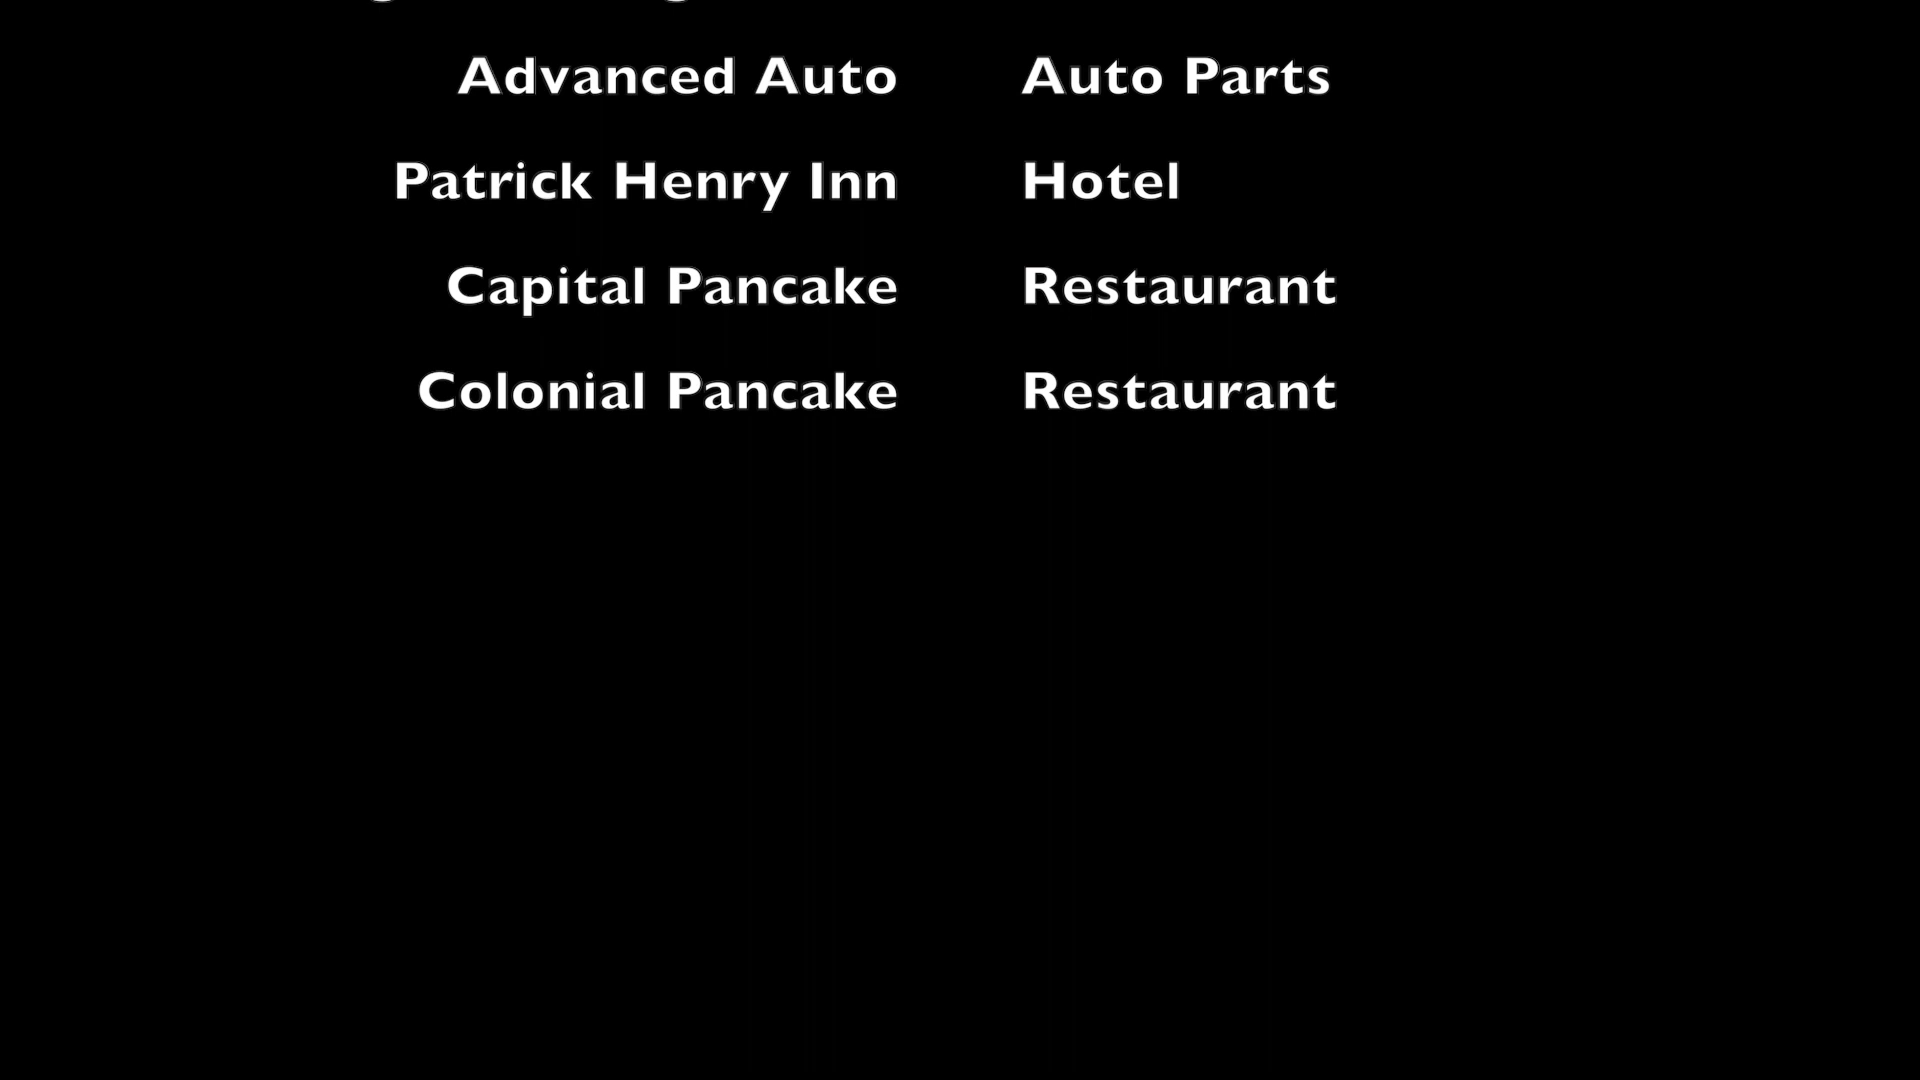 Advanced Auto Auto Parts
Patrick Henry Inn Hotel
Capital Pancake Restaurant
Colonial Pancake Restaurant